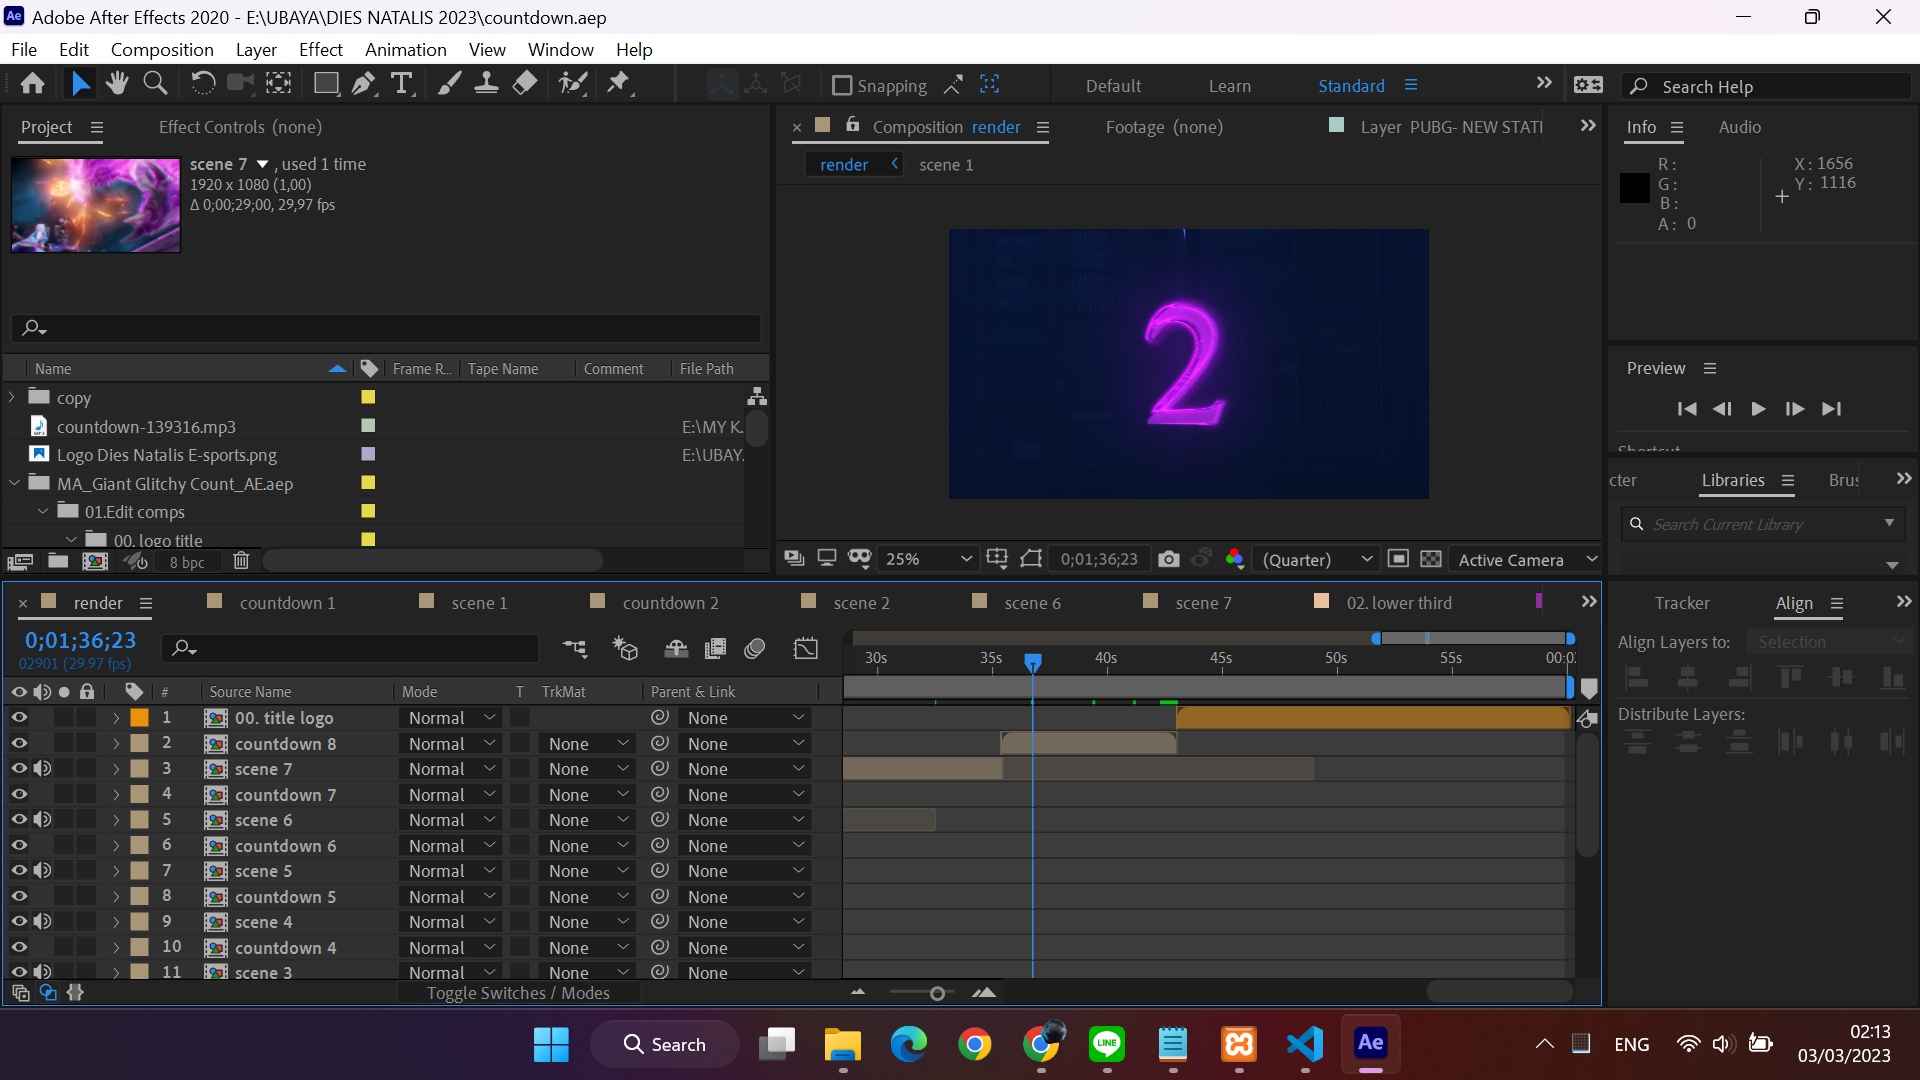 Ae Adobe After Effects 2020 - E:\UBAYA\DIES NATALIS 2023\countdown.aep
File Edit Composition Layer Effect Animation View Window Help
Snapping Default Learn Standard Search Help
Project Effect Controls (none)
scene 7 , used 1 time
1920 x 1080 (1,00)
Δ 0;00;29;00, 29,97 fps
Name Frame R... Tape Name Comment File Path
copy
countdown-139316.mp3 E:\MY K.
Logo Dies Natalis E-sports.png E:\UBAY.
MA_Giant Glitchy Count_AE.aep
01.Edit comps
00. logo title
8 bpc
Composition render Footage (none) Layer PUBG- NEW STATI
render scene 1
2
25% 0;01;36;23 (Quarter) Active Camera
Info Audio
R: X: 1656
G: Y: 1116
B:
A: 0
Preview
Shortcut
cter Libraries Brus
Search Current Library
render countdown 1 scene 1 countdown 2 scene 2 scene 6 scene 7 02. lower third
0;01;36;23
02901 (29.97 fps)
30s 35s 40s 45s 50s 55s 00:0
# Source Name Mode T TrkMat Parent & Link
1 00. title logo Normal None
2 countdown 8 Normal None None
3 scene 7 Normal None None
4 countdown 7 Normal None None
5 scene 6 Normal None None
6 countdown 6 Normal None None
7 scene 5 Normal None None
8 countdown 5 Normal None None
9 scene 4 Normal None None
10 countdown 4 Normal None None
11 scene 3 Normal None None
Toggle Switches / Modes
Tracker Align
Align Layers to: Selection
Distribute Layers:
Search LINE Ae ENG 02:13
03/03/2023